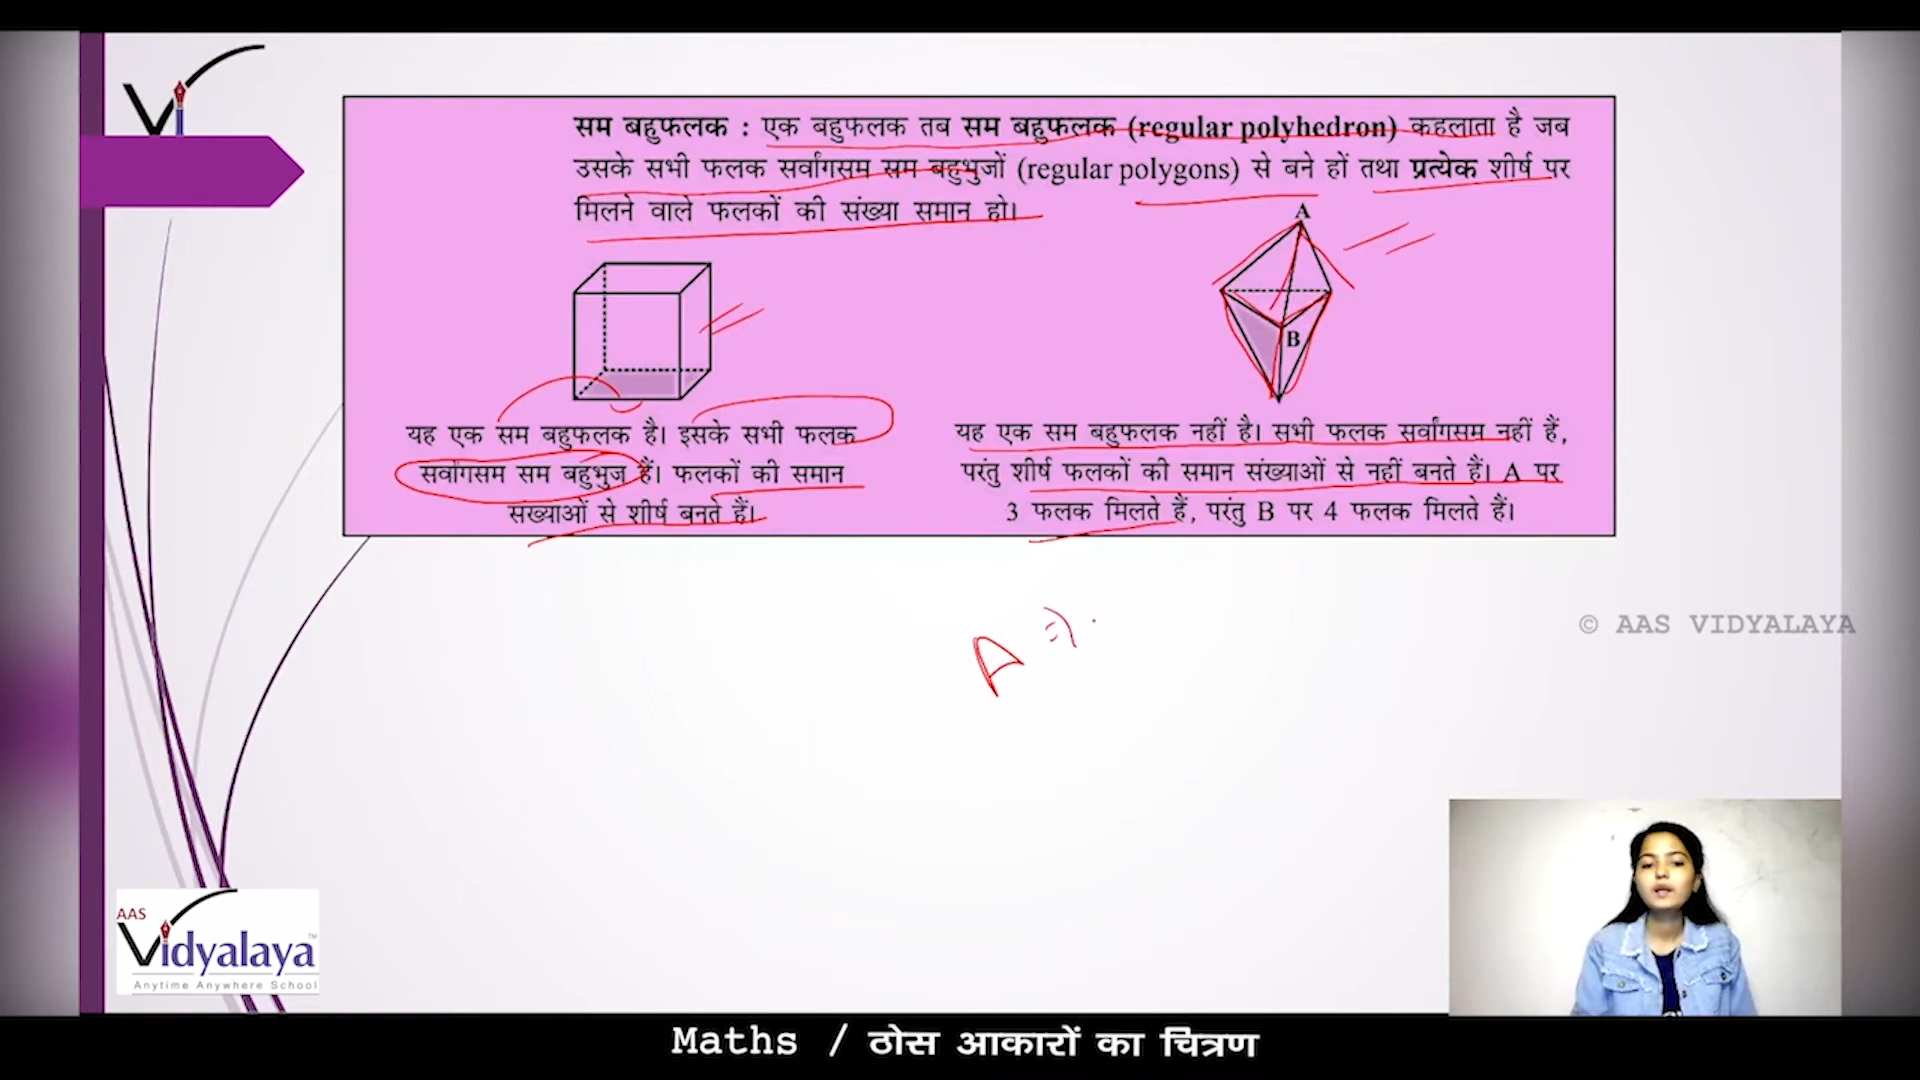 सम बहुफलक : एक बहुफलक तब सम बहुफलक (regular polyhedron) कहलाता है जब
उसके सभी फलक सर्वांगसम सम बहुभुजों (regular polygons) से बने हों तथा प्रत्येक शीर्ष पर
मिलने वाले फलकों की संख्या समान हो।
A
B
यह एक सम बहुफलक है। इसके सभी फलक
सर्वांगसम सम बहुभुज हैं। फलकों की समान
संख्याओं से शीर्ष बनते हैं।
यह एक सम बहुफलक नहीं है। सभी फलक सर्वांगसम नहीं हैं,
परंतु शीर्ष फलकों की समान संख्याओं से नहीं बनते हैं। A पर
3 फलक मिलते हैं, परंतु B पर 4 फलक मिलते हैं।
A ⇒
© AAS VIDYALAYA
AAS
Vidyalaya™
Anytime Anywhere School
Maths / ठोस आकारों का चित्रण